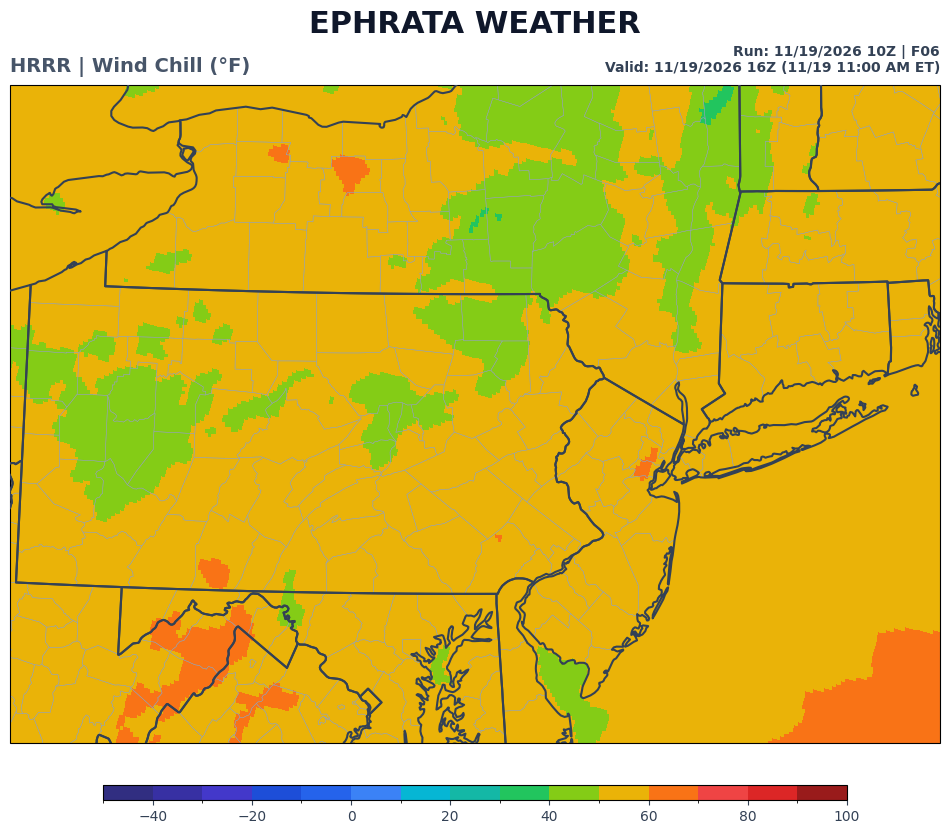 EPHRATA WEATHER
HRRR | Wind Chill (°F)
Run: 11/19/2026 10Z | F06
Valid: 11/19/2026 16Z (11/19 11:00 AM ET)
−40 −20 0 20 40 60 80 100